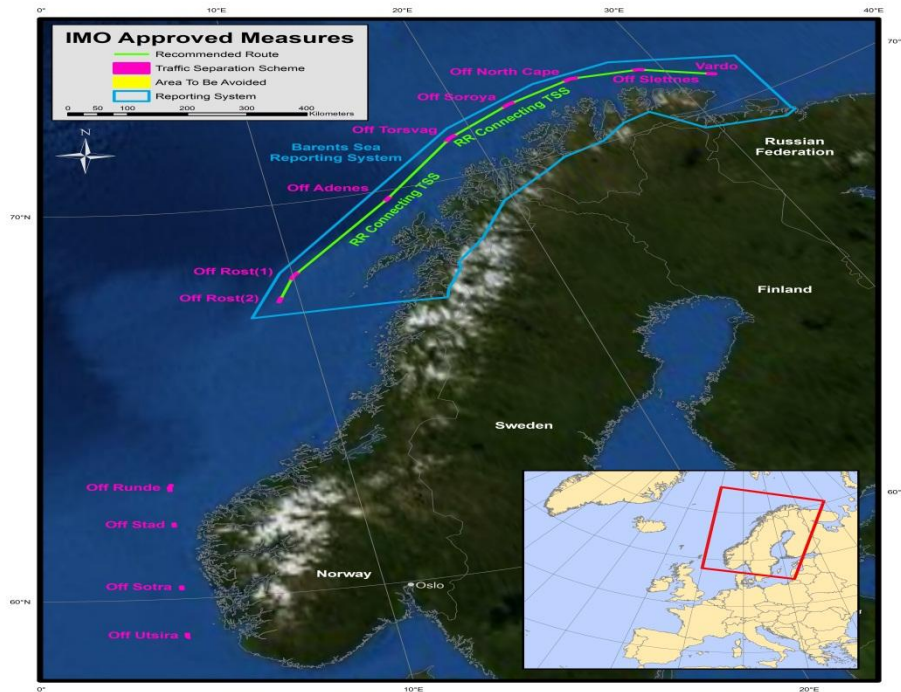 0°
10°E
20°E
30°E
40°E
IMO Approved Measures
Recommended Route
Traffic Separation Scheme
Area To Be Avoided
Reporting System
0 50 100 200 300 400
Kilometers
N
70°N
Vardo
Off North Cape
Off Slettnes
Off Soroya
RR Connecting TSS
Off Torsvag
Barents Sea
Reporting System
Russian
Federation
Off Adenes
RR Connecting TSS
70°N
Off Rost(1)
Off Rost(2)
Finland
Sweden
Off Runde
60°N
Off Stad
Norway
Oslo
Off Sotra
60°N
Off Utsira
0°
10°E
20°E